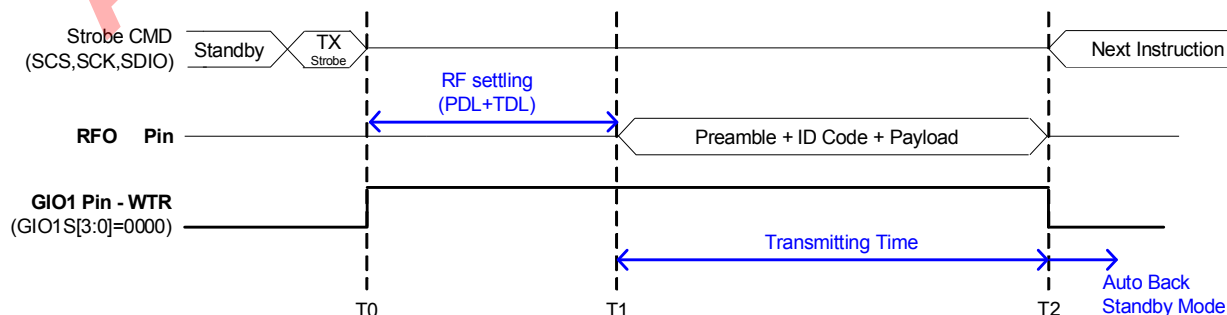 Strobe CMD
(SCS,SCK,SDIO)
Standby
TX
Strobe
Next Instruction
RF settling
(PDL+TDL)
RFO Pin
Preamble + ID Code + Payload
GIO1 Pin - WTR
(GIO1S[3:0]=0000)
Transmitting Time
T0
T1
T2
Auto Back
Standby Mode